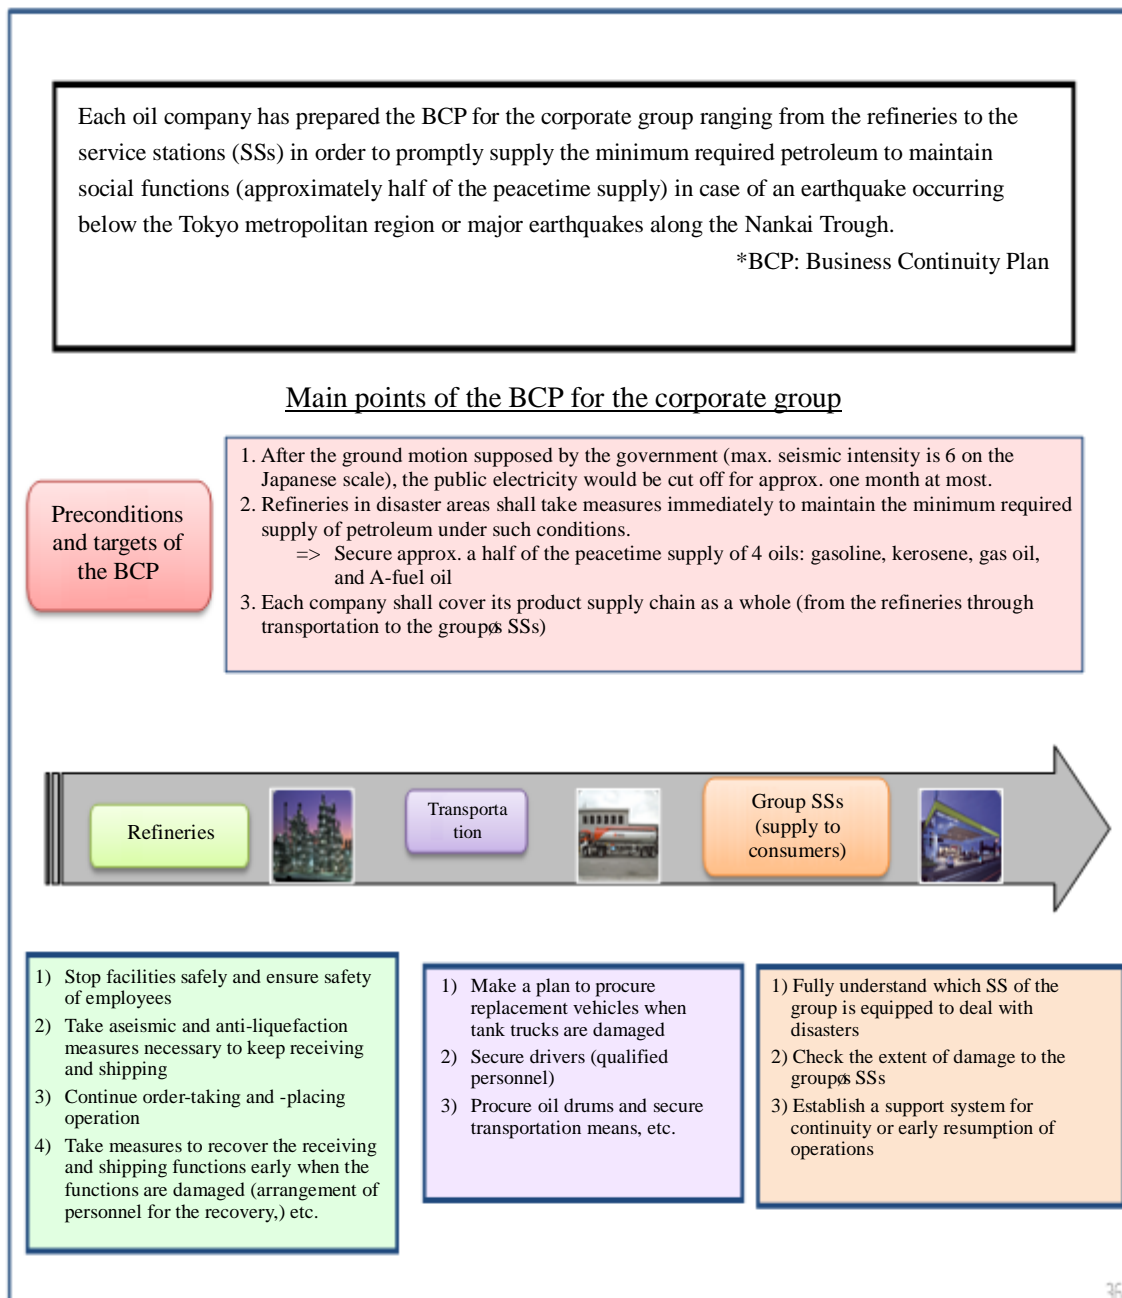 Each oil company has prepared the BCP for the corporate group ranging from the refineries to the
service stations (SSs) in order to promptly supply the minimum required petroleum to maintain
social functions (approximately half of the peacetime supply) in case of an earthquake occurring
below the Tokyo metropolitan region or major earthquakes along the Nankai Trough.
*BCP: Business Continuity Plan
Main points of the BCP for the corporate group
Preconditions
and targets of
the BCP
1. After the ground motion supposed by the government (max. seismic intensity is 6 on the
Japanese scale), the public electricity would be cut off for approx. one month at most.
2. Refineries in disaster areas shall take measures immediately to maintain the minimum required
supply of petroleum under such conditions.
=> Secure approx. a half of the peacetime supply of 4 oils: gasoline, kerosene, gas oil,
and A-fuel oil
3. Each company shall cover its product supply chain as a whole (from the refineries through
transportation to the groupøs SSs)
Refineries
Transporta
tion
Group SSs
(supply to
consumers)
1) Stop facilities safely and ensure safety
of employees
2) Take aseismic and anti-liquefaction
measures necessary to keep receiving
and shipping
3) Continue order-taking and -placing
operation
4) Take measures to recover the receiving
and shipping functions early when the
functions are damaged (arrangement of
personnel for the recovery,) etc.
1) Make a plan to procure
replacement vehicles when
tank trucks are damaged
2) Secure drivers (qualified
personnel)
3) Procure oil drums and secure
transportation means, etc.
1) Fully understand which SS of the
group is equipped to deal with
disasters
2) Check the extent of damage to the
groupøs SSs
3) Establish a support system for
continuity or early resumption of
operations
36